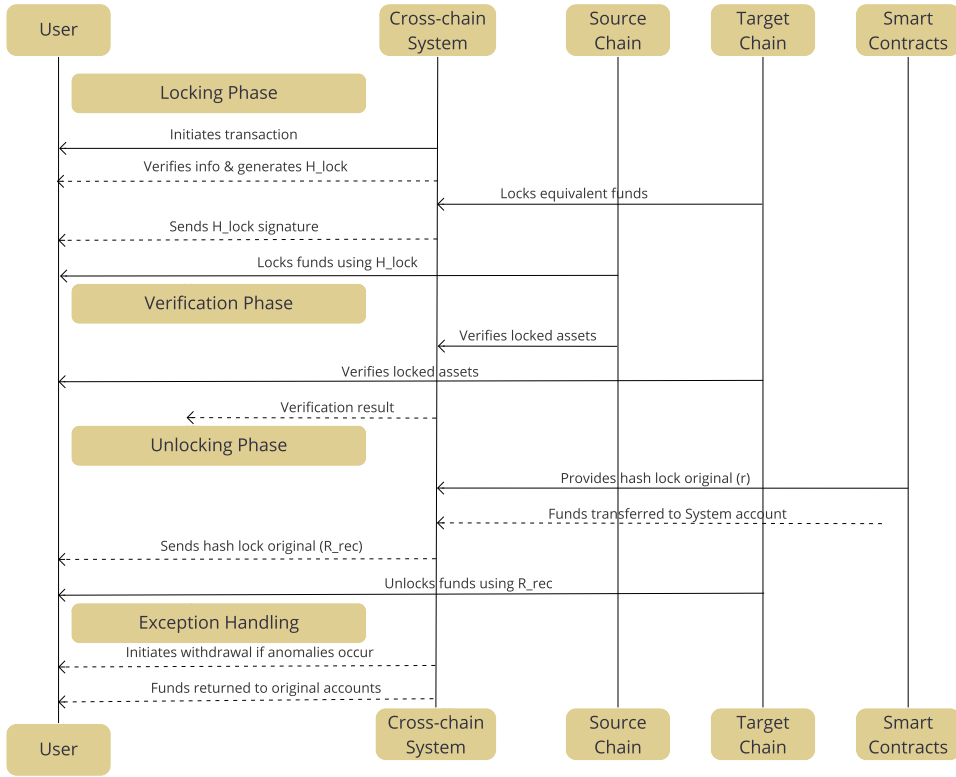 User
Cross-chain
System
Source
Chain
Target
Chain
Smart
Contracts
Locking Phase
Initiates transaction
Verifies info & generates H_lock
Locks equivalent funds
Sends H_lock signature
Locks funds using H_lock
Verification Phase
Verifies locked assets
Verifies locked assets
Verification result
Unlocking Phase
Provides hash lock original (r)
Funds transferred to System account
Sends hash lock original (R_rec)
Unlocks funds using R_rec
Exception Handling
Initiates withdrawal if anomalies occur
Funds returned to original accounts
User
Cross-chain
System
Source
Chain
Target
Chain
Smart
Contracts